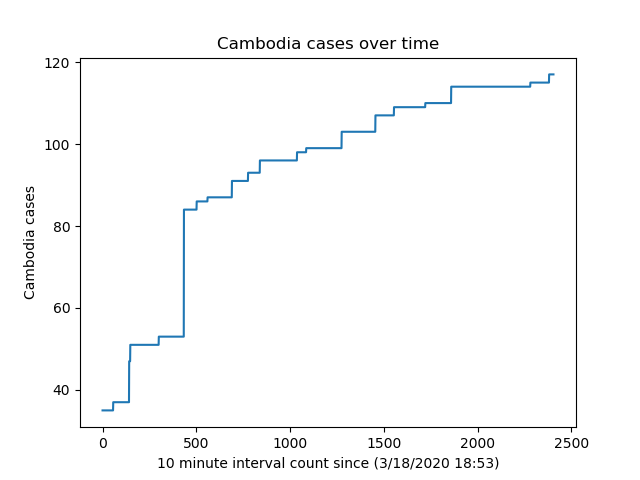 Cambodia cases over time
120
100
80
60
40
Cambodia cases
0 500 1000 1500 2000 2500
10 minute interval count since (3/18/2020 18:53)